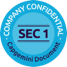 COMPANY CONFIDENTIAL
SEC 1
Capgemini Document